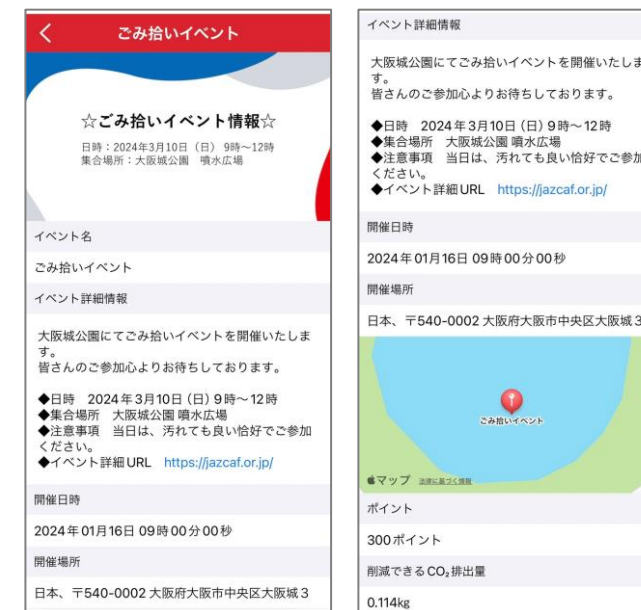 ごみ拾いイベント
☆ごみ拾いイベント情報☆
日時：2024年3月10日（日） 9時〜12時
集合場所：大阪城公園 噴水広場
イベント名
ごみ拾いイベント
イベント詳細情報
大阪城公園にてごみ拾いイベントを開催いたしま
す。
皆さんのご参加心よりお待ちしております。
◆日時 2024年3月10日(日)9時〜12時
◆集合場所 大阪城公園 噴水広場
◆注意事項 当日は、汚れても良い恰好でご参加
ください。
◆イベント詳細URL https://jazcaf.or.jp/
開催日時
2024年01月16日 09時00分00秒
開催場所
日本、〒540-0002 大阪府大阪市中央区大阪城3
イベント詳細情報
大阪城公園にてごみ拾いイベントを開催いたしま
す。
皆さんのご参加心よりお待ちしております。
◆日時 2024年3月10日(日)9時〜12時
◆集合場所 大阪城公園 噴水広場
◆注意事項 当日は、汚れても良い恰好でご参加
ください。
◆イベント詳細URL https://jazcaf.or.jp/
開催日時
2024年01月16日 09時00分00秒
開催場所
日本、〒540-0002 大阪府大阪市中央区大阪城3
ごみ拾いイベント
マップ 法律に基づく情報
ポイント
300ポイント
削減できるCO₂排出量
0.114kg